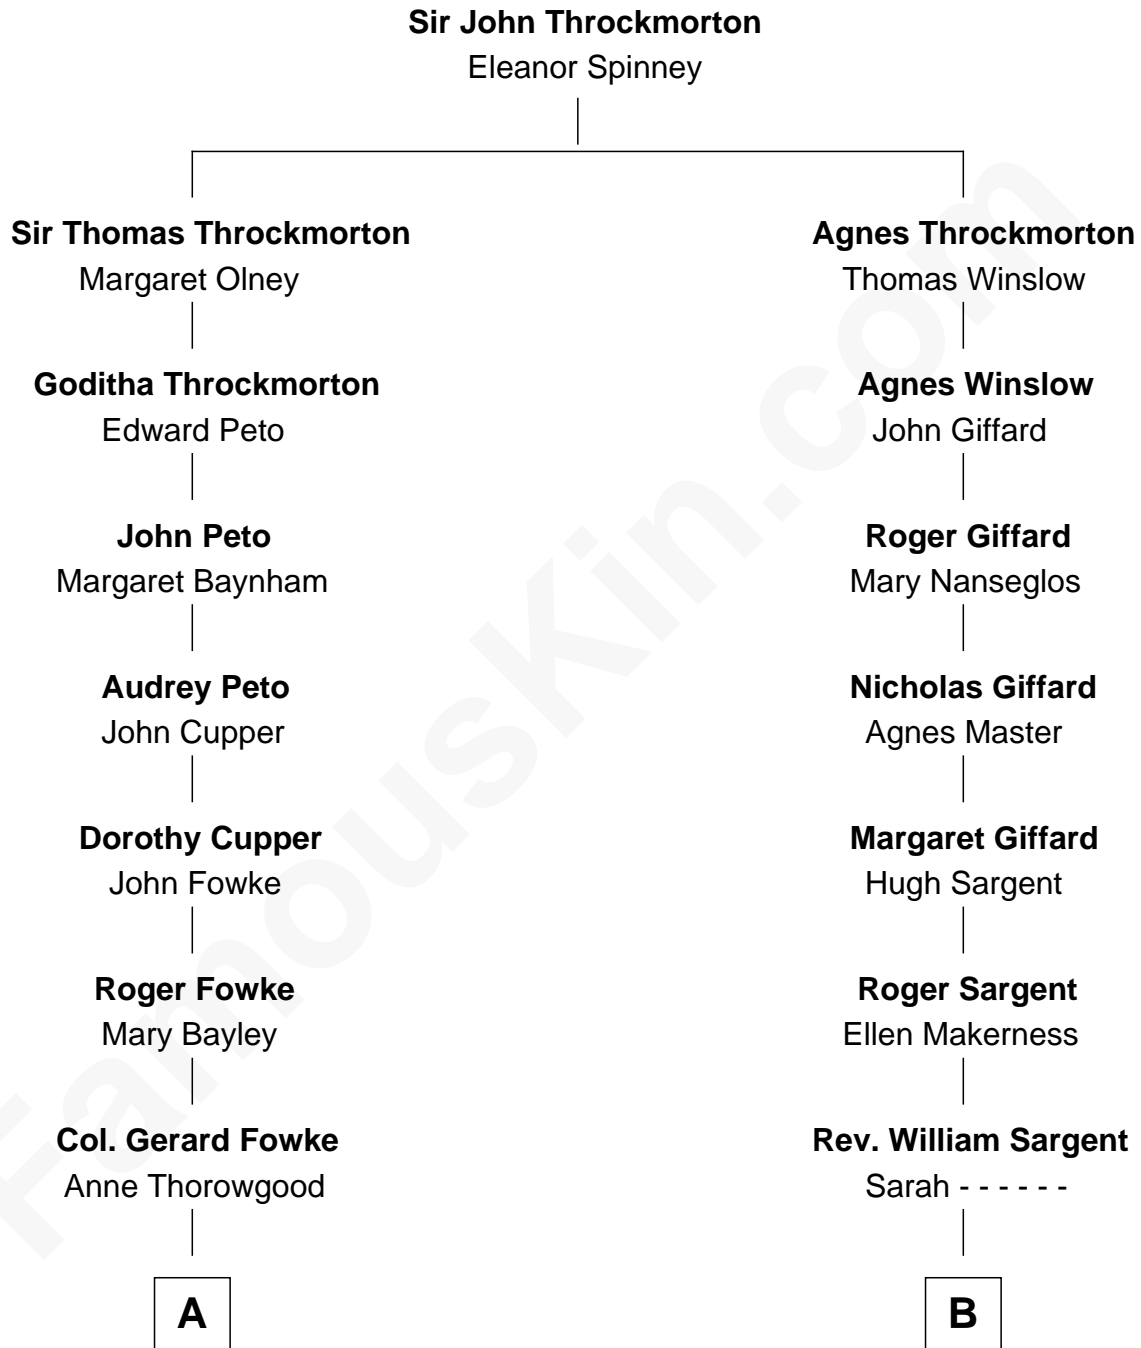 Sir John Throckmorton
Eleanor Spinney
Sir Thomas Throckmorton
Margaret Olney
Goditha Throckmorton
Edward Peto
John Peto
Margaret Baynham
Audrey Peto
John Cupper
Dorothy Cupper
John Fowke
Roger Fowke
Mary Bayley
Col. Gerard Fowke
Anne Thorowgood
A
Agnes Throckmorton
Thomas Winslow
Agnes Winslow
John Giffard
Roger Giffard
Mary Nanseglos
Nicholas Giffard
Agnes Master
Margaret Giffard
Hugh Sargent
Roger Sargent
Ellen Makerness
Rev. William Sargent
Sarah - - - - - -
B
FamousKin.com